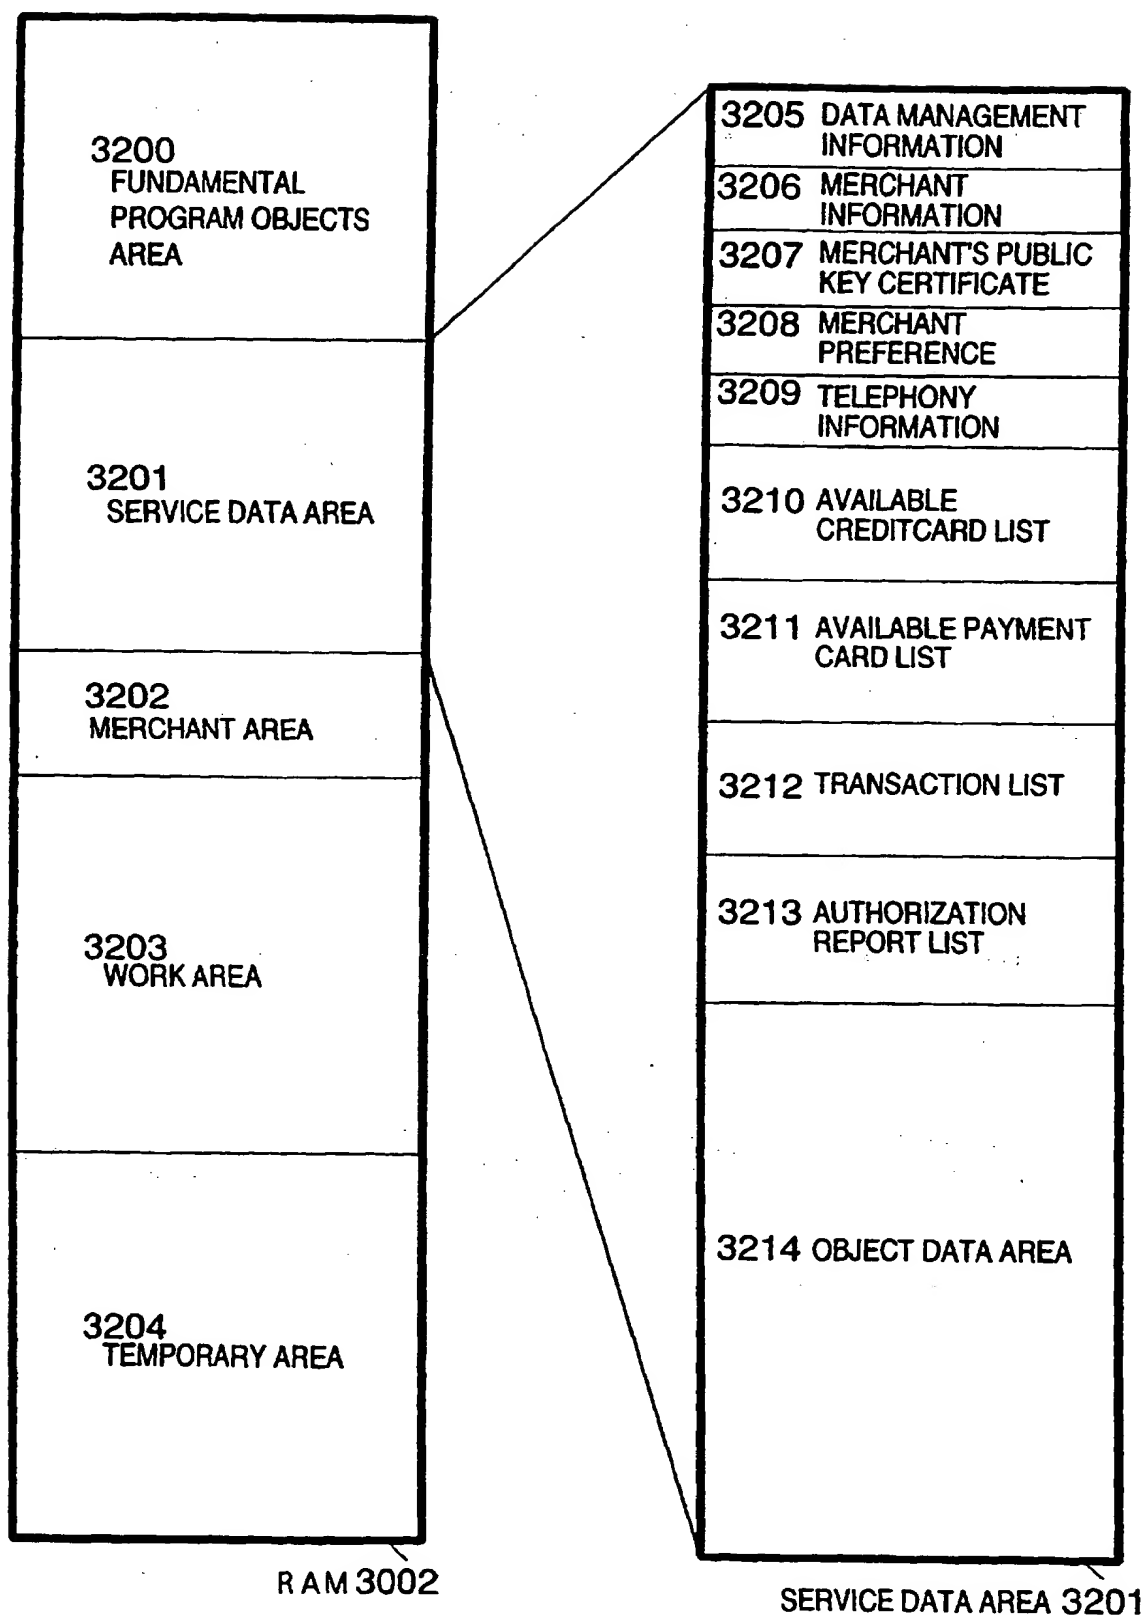 3200
FUNDAMENTAL
PROGRAM OBJECTS
AREA
3201
SERVICE DATA AREA
3202
MERCHANT AREA
3203
WORK AREA
3204
TEMPORARY AREA
RAM 3002
3205 DATA MANAGEMENT
INFORMATION
3206 MERCHANT
INFORMATION
3207 MERCHANT'S PUBLIC
KEY CERTIFICATE
3208 MERCHANT
PREFERENCE
3209 TELEPHONY
INFORMATION
3210 AVAILABLE
CREDITCARD LIST
3211 AVAILABLE PAYMENT
CARD LIST
3212 TRANSACTION LIST
3213 AUTHORIZATION
REPORT LIST
3214 OBJECT DATA AREA
SERVICE DATA AREA 3201